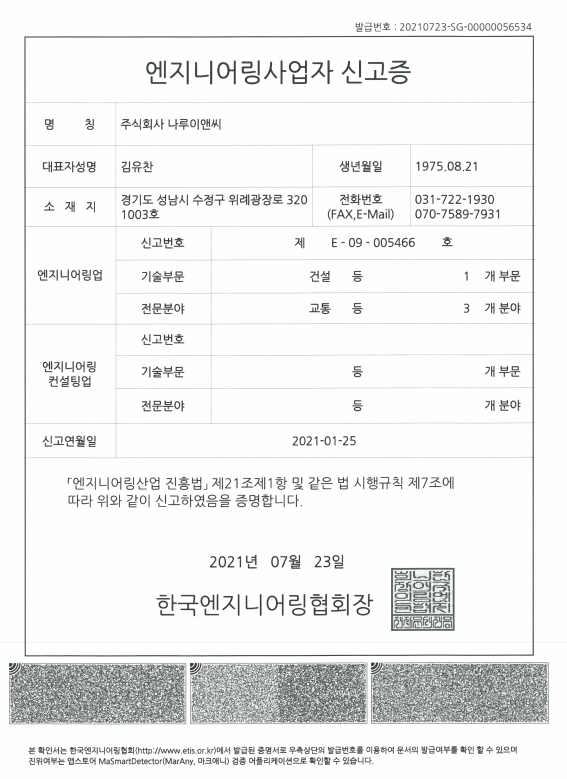 발급번호 : 20210723-SG-00000056534
엔지니어링사업자 신고증
명 칭 주식회사 나루이앤씨
대표자성명 김유찬 생년월일 1975.08.21
소 재 지 경기도 성남시 수정구 위례광장로 320 1003호 전화번호 (FAX,E-Mail) 031-722-1930 070-7589-7931
엔지니어링업
신고번호 제 E - 09 - 005466 호
기술부문 건설 등 1 개 부문
전문분야 교통 등 3 개 분야
엔지니어링
컨설팅업
신고번호
기술부문 등 개 부문
전문분야 등 개 분야
신고연월일 2021-01-25
「엔지니어링산업 진흥법」 제21조제1항 및 같은 법 시행규칙 제7조에
따라 위와 같이 신고하였음을 증명합니다.
2021년 07월 23일
한국엔지니어링협회장
본 확인서는 한국엔지니어링협회(http://www.etis.or.kr)에서 발급된 증명서로 우측상단의 발급번호를 이용하여 문서의 발급여부를 확인 할 수 있으며
진위여부는 앱스토어 MaSmartDetector(MarAny, 마크애니) 검증 어플리케이션으로 확인할 수 있습니다.